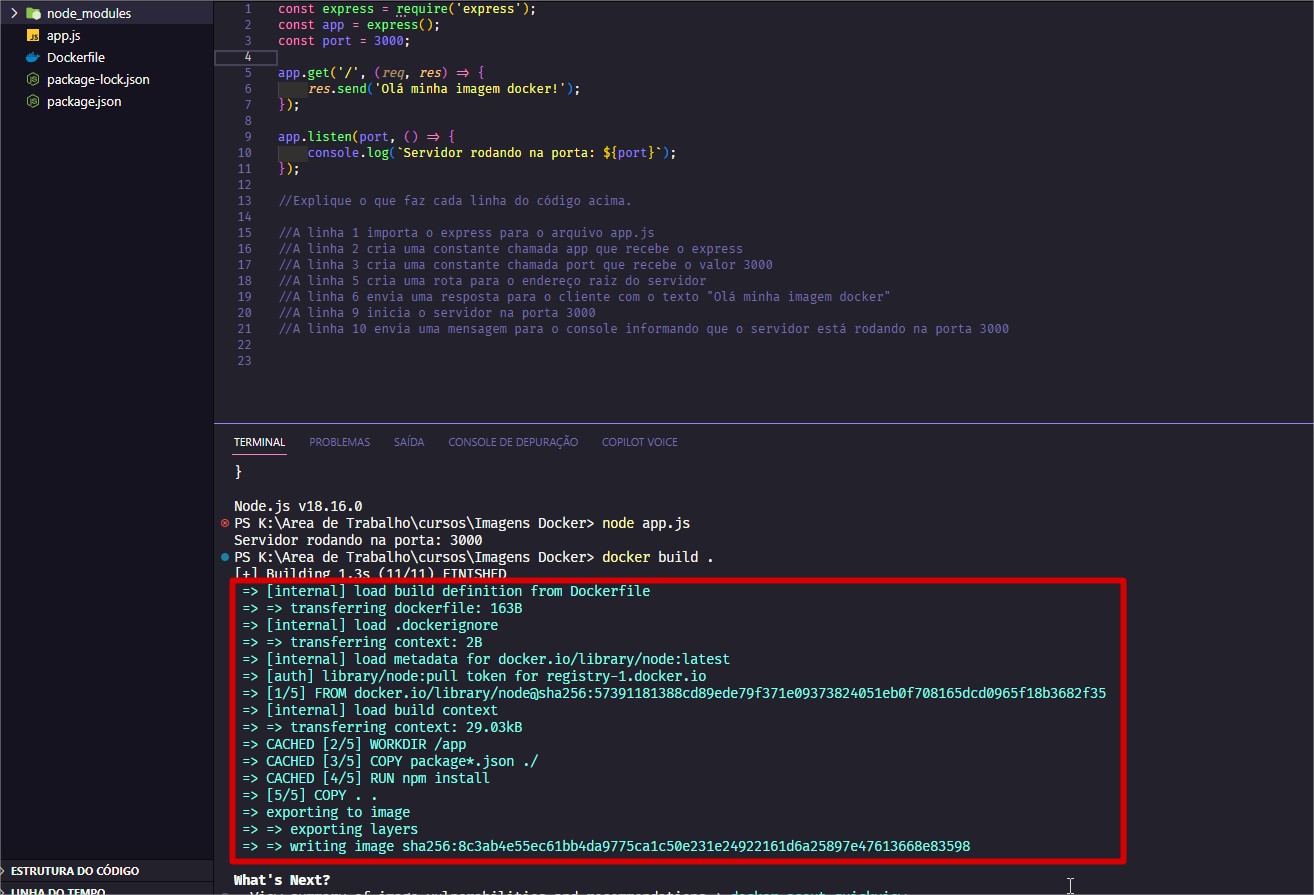 node_modules
app.js
Dockerfile
package-lock.json
package.json
1 const express = require('express');
2 const app = express();
3 const port = 3000;
4
5 app.get('/', (req, res) => {
6 res.send('Olá minha imagem docker!');
7 });
8
9 app.listen(port, () => {
10 console.log(`Servidor rodando na porta: ${port}`);
11 });
12
13 //Explique o que faz cada linha do código acima.
14
15 //A linha 1 importa o express para o arquivo app.js
16 //A linha 2 cria uma constante chamada app que recebe o express
17 //A linha 3 cria uma constante chamada port que recebe o valor 3000
18 //A linha 5 cria uma rota para o endereço raiz do servidor
19 //A linha 6 envia uma resposta para o cliente com o texto "Olá minha imagem docker"
20 //A linha 9 inicia o servidor na porta 3000
21 //A linha 10 envia uma mensagem para o console informando que o servidor está rodando na porta 3000
22
23
TERMINAL PROBLEMAS SAÍDA CONSOLE DE DEPURAÇÃO COPILOT VOICE
}
Node.js v18.16.0
PS K:\Area de Trabalho\cursos\Imagens Docker> node app.js
Servidor rodando na porta: 3000
PS K:\Area de Trabalho\cursos\Imagens Docker> docker build .
[+] Building 1.3s (11/11) FINISHED
=> [internal] load build definition from Dockerfile
=> => transferring dockerfile: 163B
=> [internal] load .dockerignore
=> => transferring context: 2B
=> [internal] load metadata for docker.io/library/node:latest
=> [auth] library/node:pull token for registry-1.docker.io
=> [1/5] FROM docker.io/library/node@sha256:57391181388cd89ede79f371e09373824051eb0f708165dcd0965f18b3682f35
=> [internal] load build context
=> => transferring context: 29.03kB
=> CACHED [2/5] WORKDIR /app
=> CACHED [3/5] COPY package*.json ./
=> CACHED [4/5] RUN npm install
=> [5/5] COPY . .
=> exporting to image
=> => exporting layers
=> => writing image sha256:8c3ab4e55ec61bb4da9775ca1c50e231e24922161d6a25897e47613668e83598
What's Next?
View summary of image vulnerabilities and recommendations → docker scout quickview
ESTRUTURA DO CÓDIGO
LINHA DO TEMPO